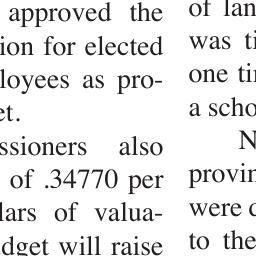 approved the
ion for elected
loyees as pro-
et.
ssioners also
of .34770 per
lars of valua-
dget will raise
of lan
was ti
one ti
a scho
N
provin
were d
to the